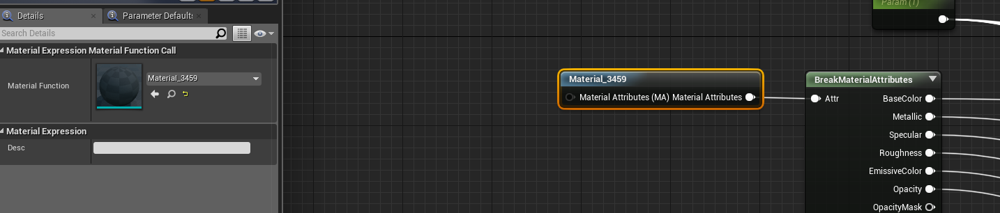 Details
Parameter Defaults
Search Details
Material Expression Material Function Call
Material Function
Material_3459
Material Expression
Desc
Param (1)
Material_3459
Material Attributes (MA) Material Attributes
BreakMaterialAttributes
Attr
BaseColor
Metallic
Specular
Roughness
EmissiveColor
Opacity
OpacityMask